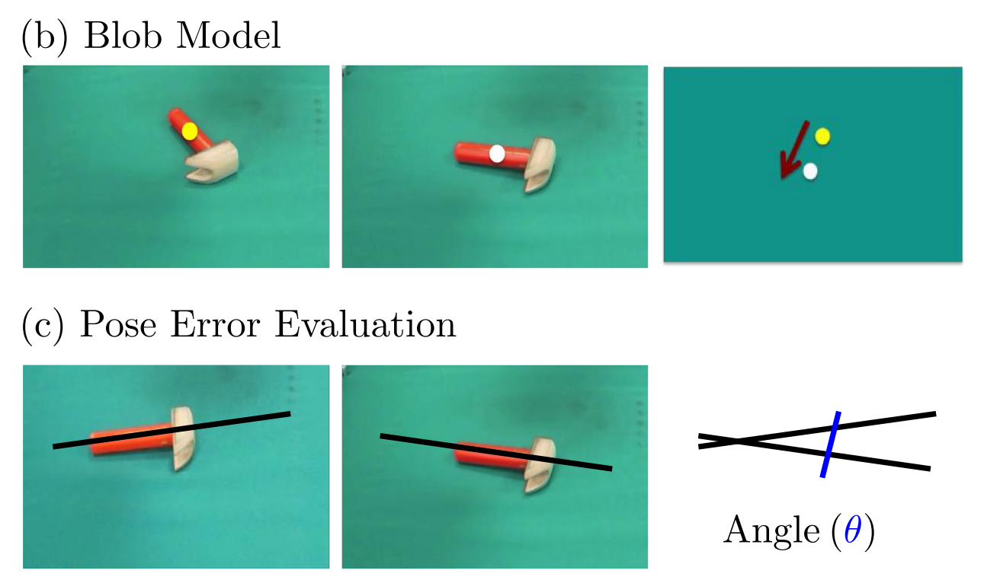 (b) Blob Model
(c) Pose Error Evaluation
Angle (θ)